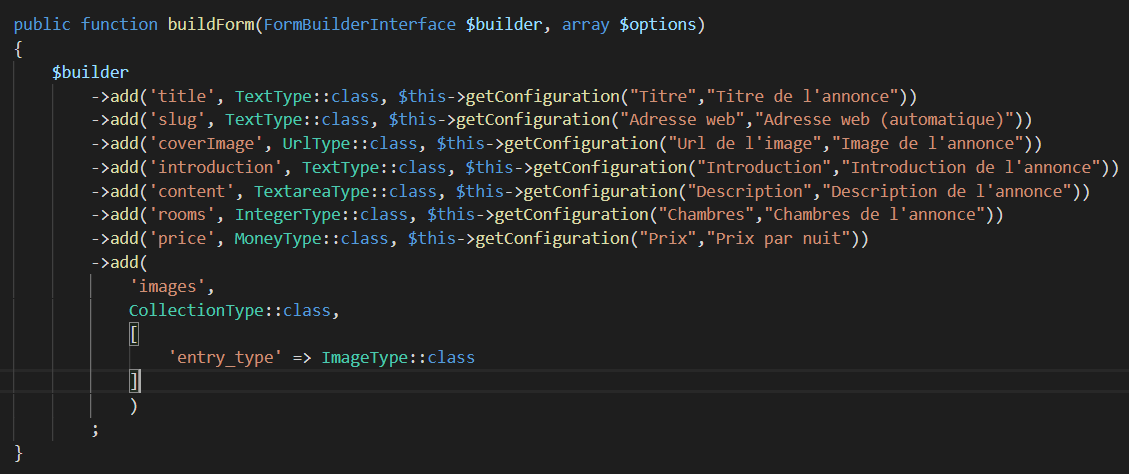 public function buildForm(FormBuilderInterface $builder, array $options)
{
$builder
->add('title', TextType::class, $this->getConfiguration("Titre","Titre de l'annonce"))
->add('slug', TextType::class, $this->getConfiguration("Adresse web","Adresse web (automatique)"))
->add('coverImage', UrlType::class, $this->getConfiguration("Url de l'image","Image de l'annonce"))
->add('introduction', TextType::class, $this->getConfiguration("Introduction","Introduction de l'annonce"))
->add('content', TextareaType::class, $this->getConfiguration("Description","Description de l'annonce"))
->add('rooms', IntegerType::class, $this->getConfiguration("Chambres","Chambres de l'annonce"))
->add('price', MoneyType::class, $this->getConfiguration("Prix","Prix par nuit"))
->add(
'images',
CollectionType::class,
[
'entry_type' => ImageType::class
]
)
;
}